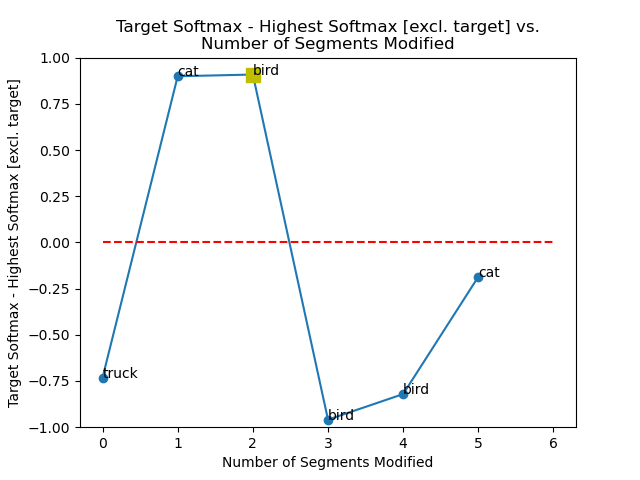 Target Softmax - Highest Softmax [excl. target] vs.
Number of Segments Modified
Target Softmax - Highest Softmax [excl. target]
1.00
0.75
0.50
0.25
0.00
−0.25
−0.50
−0.75
−1.00
truck
cat
bird
bird
bird
cat
0 1 2 3 4 5 6
Number of Segments Modified